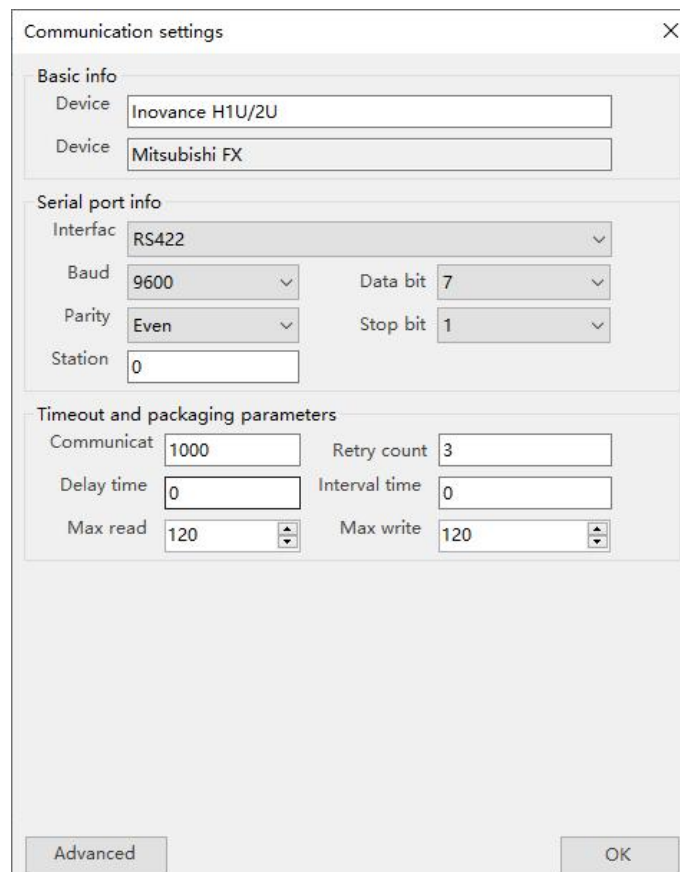 Communication settings
Basic info
Device Inovance H1U/2U
Device Mitsubishi FX
Serial port info
Interfac RS422
Baud 9600 Data bit 7
Parity Even Stop bit 1
Station 0
Timeout and packaging parameters
Communicat 1000 Retry count 3
Delay time 0 Interval time 0
Max read 120 Max write 120
Advanced OK